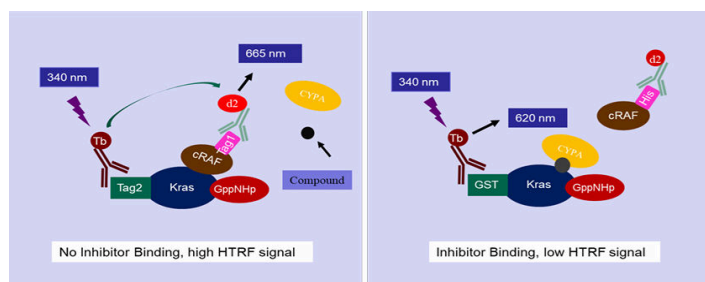 340 nm
665 nm
d2
CYPA
Tb
Tag1
cRAF
Tag2
Kras
GppNHp
Compound
No Inhibitor Binding, high HTRF signal
340 nm
620 nm
d2
His
cRAF
Tb
CYPA
GST
Kras
GppNHp
Inhibitor Binding, low HTRF signal